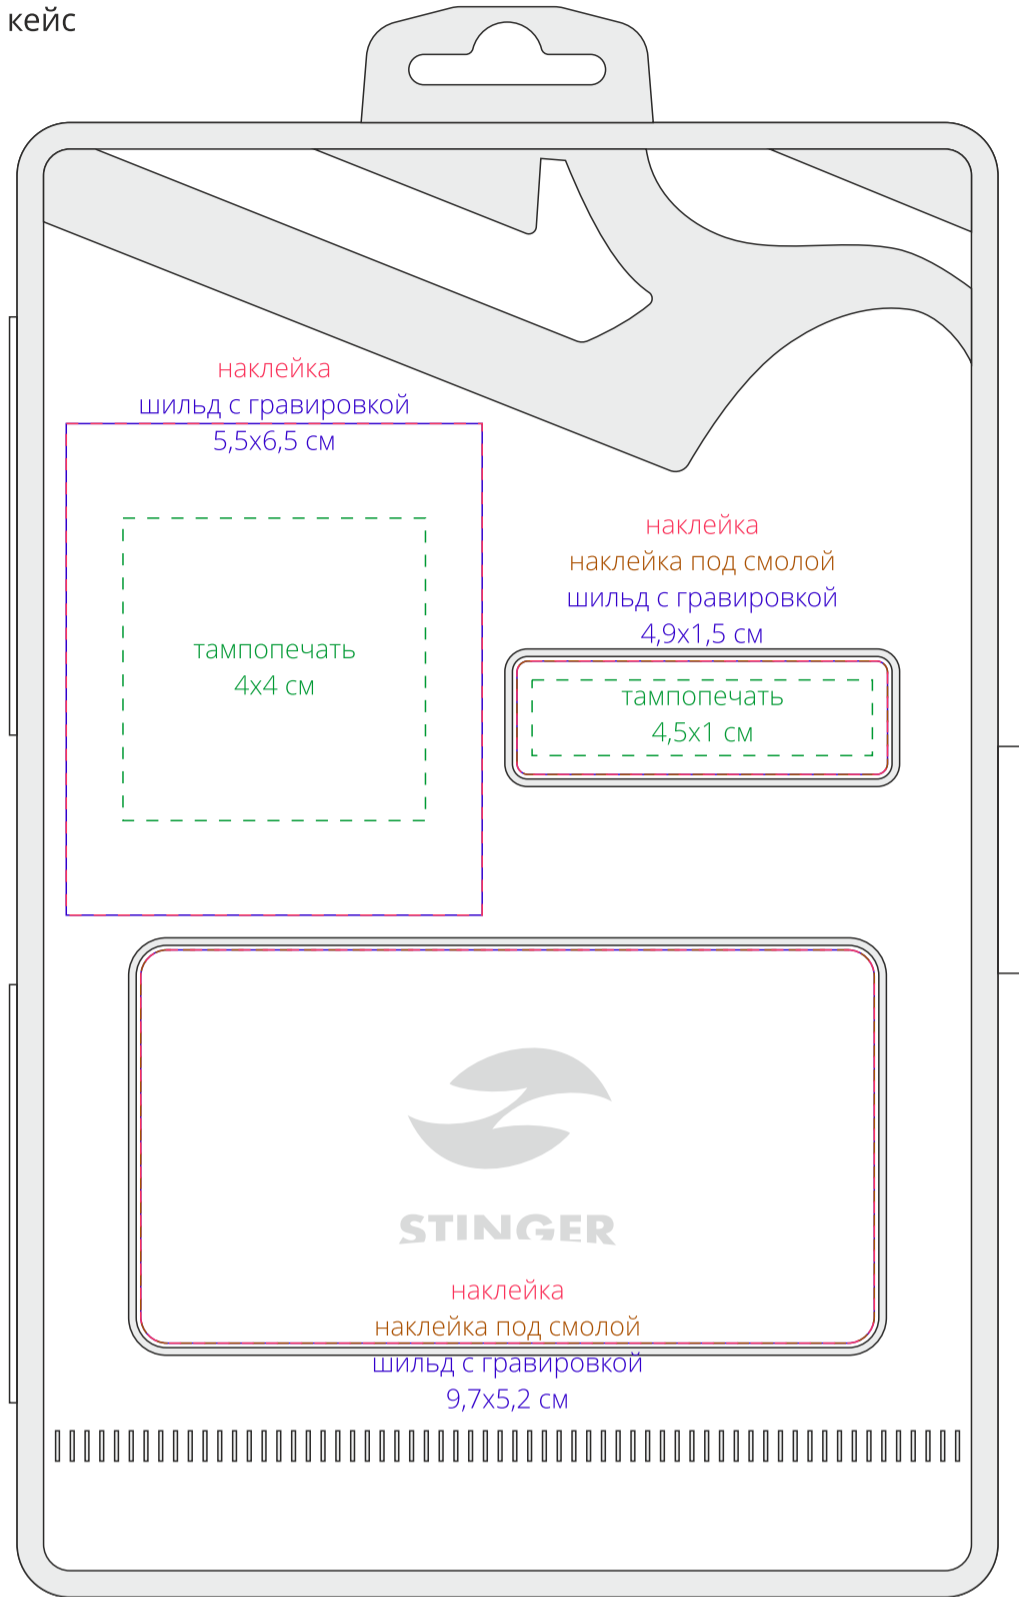 кейс
наклейка
шильд с гравировкой
5,5х6,5 см
тампопечать
4х4 см
наклейка
наклейка под смолой
шильд с гравировкой
4,9х1,5 см
тампопечать
4,5х1 см
STINGER
наклейка
наклейка под смолой
шильд с гравировкой
9,7х5,2 см